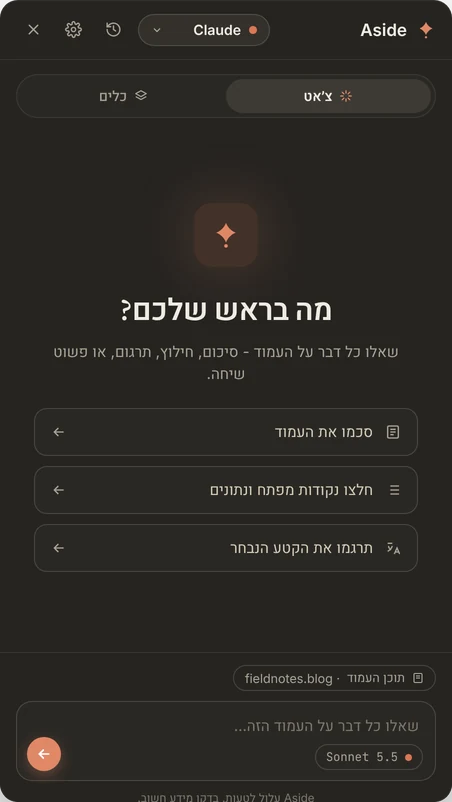 Aside
Claude
צ׳אט
כלים
מה בראש שלכם?
שאלו כל דבר על העמוד - סיכום, חילוץ, תרגום, או פשוט
שיחה.
סכמו את העמוד
חלצו נקודות מפתח ונתונים
תרגמו את הקטע הנבחר
תוכן העמוד · fieldnotes.blog
שאלו כל דבר על העמוד הזה...
Sonnet 5.5
Aside עלול לטעות. בדקו מידע חשוב.